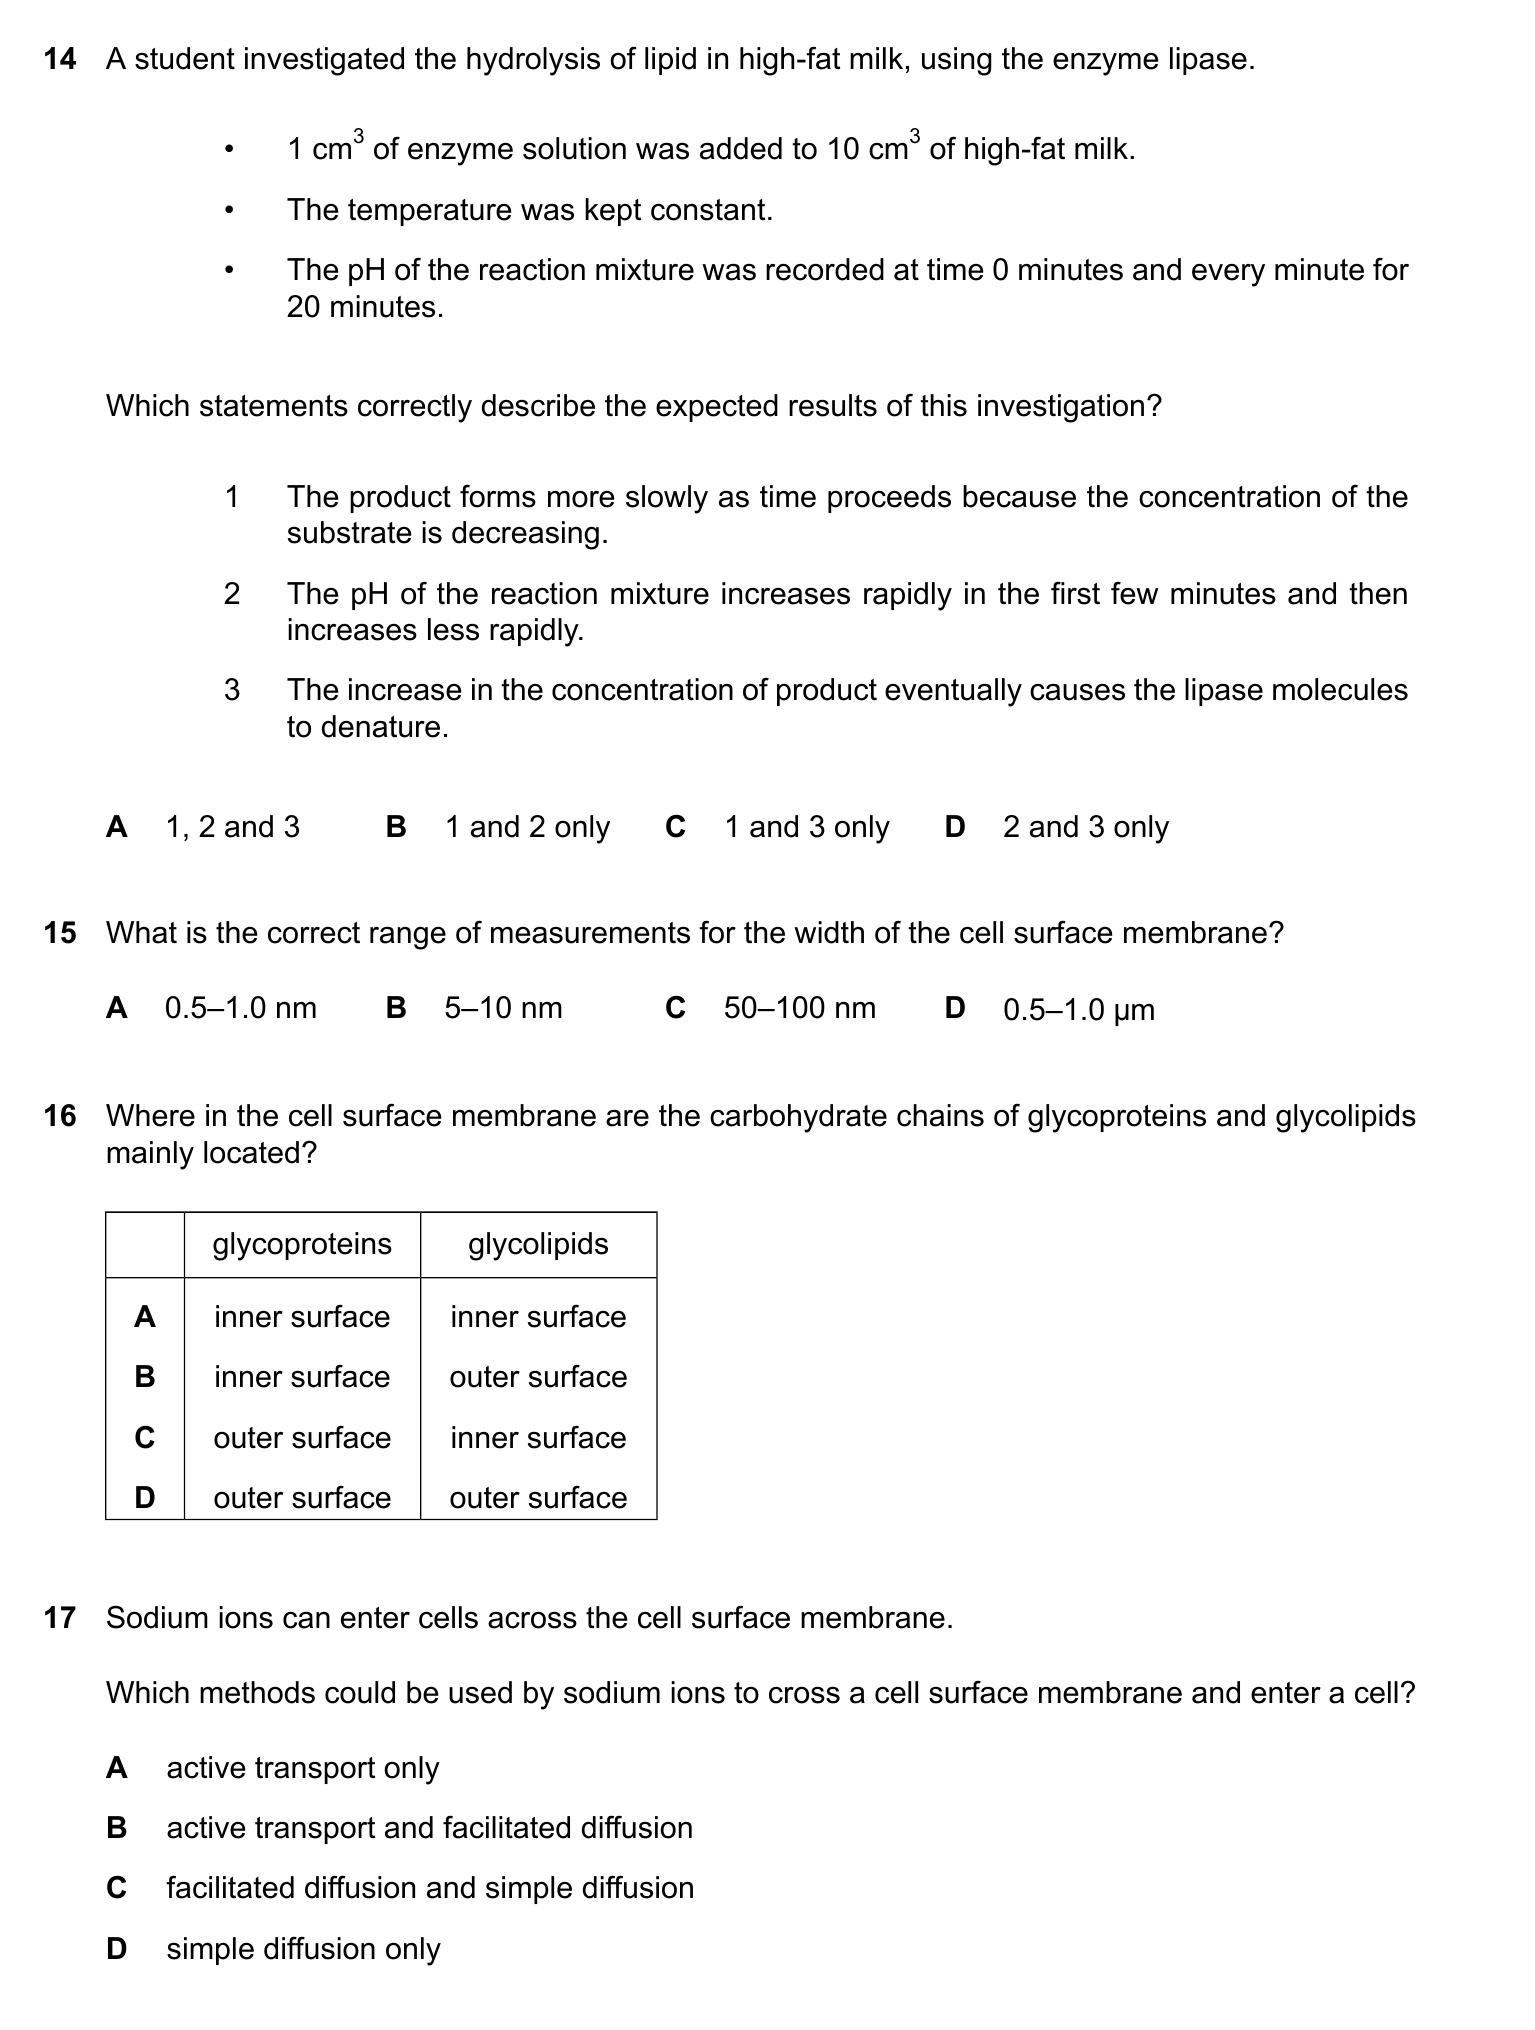 14 A student investigated the hydrolysis of lipid in high-fat milk, using the enzyme lipase.
• 1 cm³ of enzyme solution was added to 10 cm³ of high-fat milk.
• The temperature was kept constant.
• The pH of the reaction mixture was recorded at time 0 minutes and every minute for
20 minutes.
Which statements correctly describe the expected results of this investigation?
1 The product forms more slowly as time proceeds because the concentration of the
substrate is decreasing.
2 The pH of the reaction mixture increases rapidly in the first few minutes and then
increases less rapidly.
3 The increase in the concentration of product eventually causes the lipase molecules
to denature.
A 1, 2 and 3 B 1 and 2 only C 1 and 3 only D 2 and 3 only
15 What is the correct range of measurements for the width of the cell surface membrane?
A 0.5–1.0 nm B 5–10 nm C 50–100 nm D 0.5–1.0 µm
16 Where in the cell surface membrane are the carbohydrate chains of glycoproteins and glycolipids
mainly located?
glycoproteins glycolipids
A inner surface inner surface
B inner surface outer surface
C outer surface inner surface
D outer surface outer surface
17 Sodium ions can enter cells across the cell surface membrane.
Which methods could be used by sodium ions to cross a cell surface membrane and enter a cell?
A active transport only
B active transport and facilitated diffusion
C facilitated diffusion and simple diffusion
D simple diffusion only